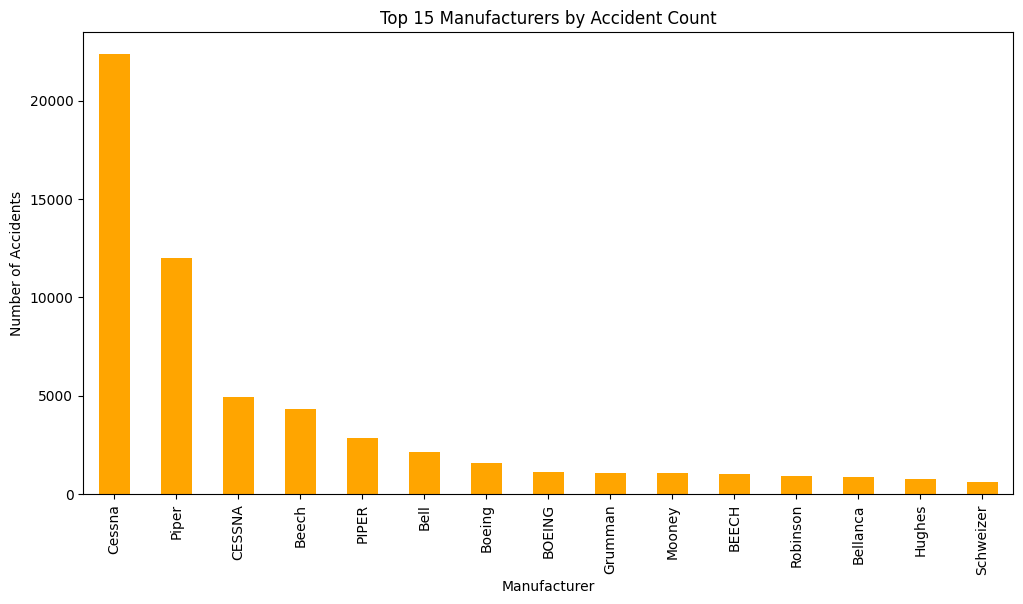 Top 15 Manufacturers by Accident Count
Number of Accidents
20000
15000
10000
5000
0
Cessna
Piper
CESSNA
Beech
PIPER
Bell
Boeing
BOEING
Grumman
Mooney
BEECH
Robinson
Bellanca
Hughes
Schweizer
Manufacturer